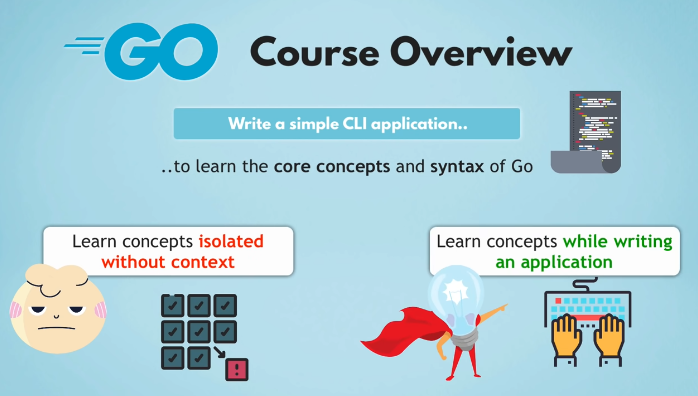 GO Course Overview
Write a simple CLI application..
..to learn the core concepts and syntax of Go
Learn concepts isolated
without context
Learn concepts while writing
an application